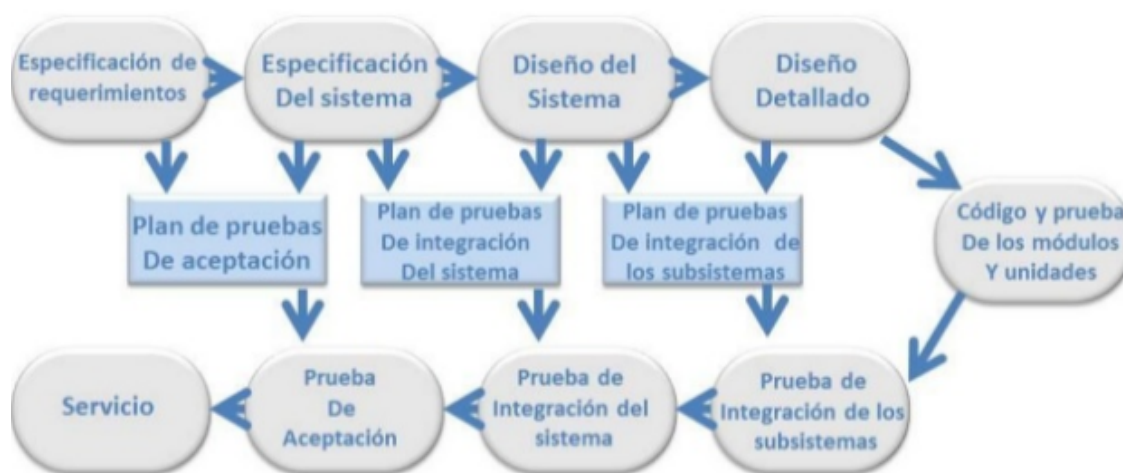 Especificación de
requerimientos
Especificación
Del sistema
Diseño del
Sistema
Diseño
Detallado
Plan de pruebas
De aceptación
Plan de pruebas
De integración
Del sistema
Plan de pruebas
De integración de
los subsistemas
Código y prueba
De los módulos
Y unidades
Servicio
Prueba
De
Aceptación
Prueba de
Integración del
sistema
Prueba de
Integración de los
subsistemas